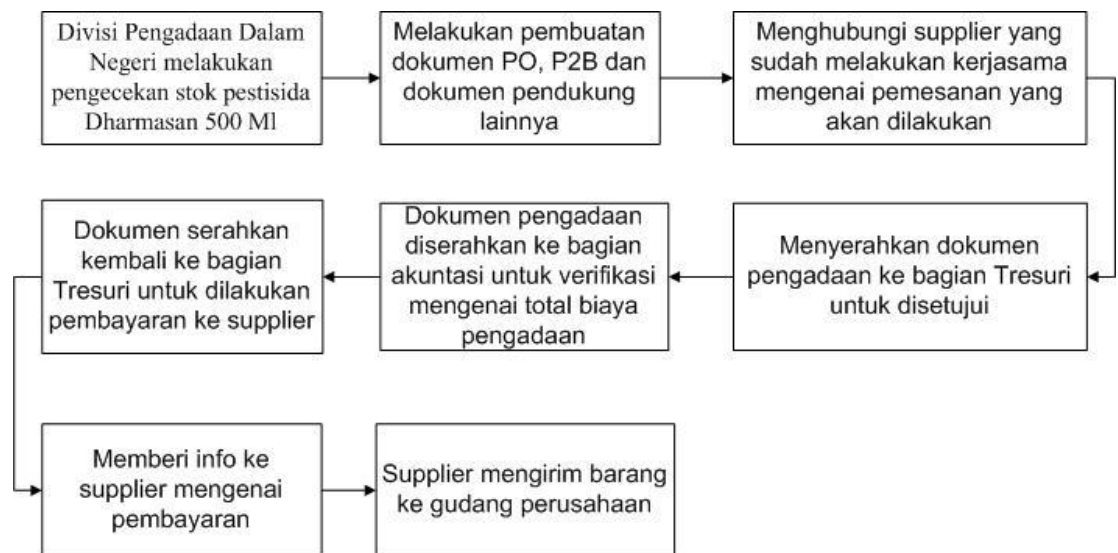 Divisi Pengadaan Dalam
Negeri melakukan
pengecekan stok pestisida
Dharmasan 500 Ml
Melakukan pembuatan
dokumen PO, P2B dan
dokumen pendukung
lainnya
Menghubungi supplier yang
sudah melakukan kerjasama
mengenai pemesanan yang
akan dilakukan
Menyerahkan dokumen
pengadaan ke bagian Tresuri
untuk disetujui
Dokumen pengadaan
diserahkan ke bagian
akuntasi untuk verifikasi
mengenai total biaya
pengadaan
Dokumen serahkan
kembali ke bagian
Tresuri untuk dilakukan
pembayaran ke supplier
Memberi info ke
supplier mengenai
pembayaran
Supplier mengirim barang
ke gudang perusahaan